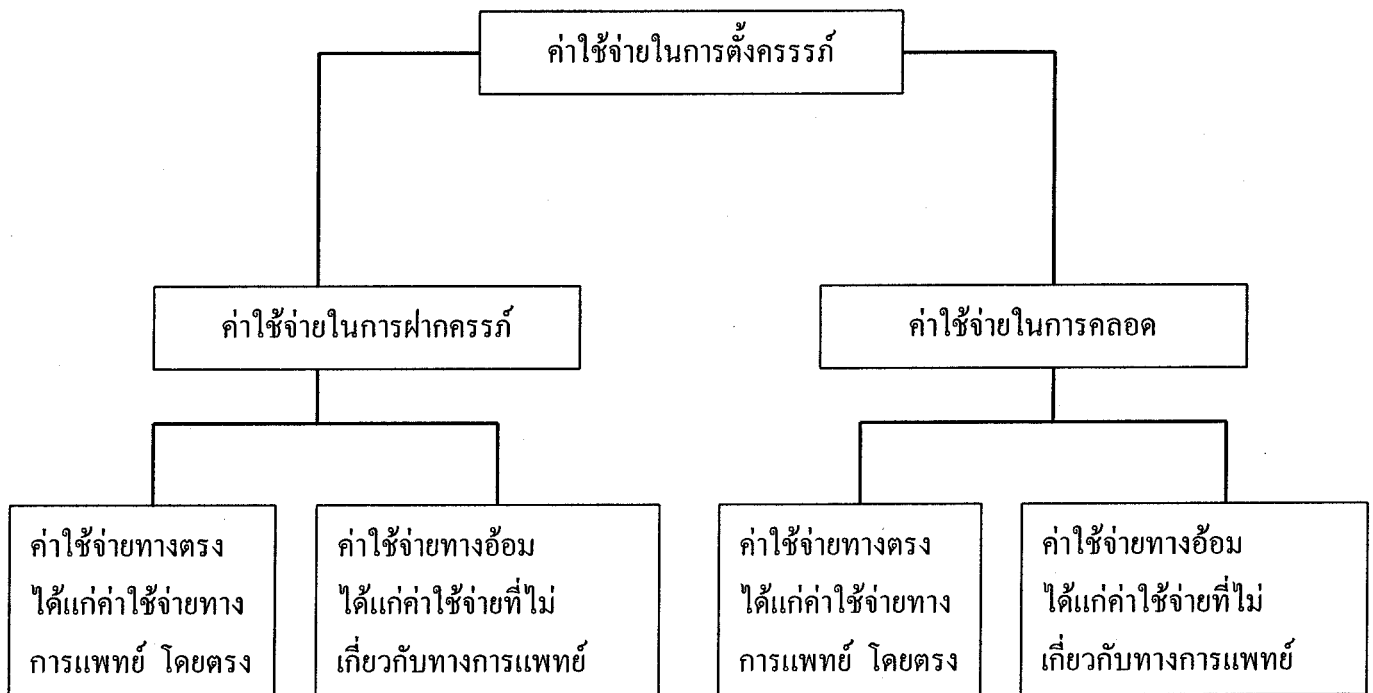 ค่าใช้จ่ายในการตั้งครรรภ์
ค่าใช้จ่ายในการฝากครรภ์
ค่าใช้จ่ายในการคลอด
ค่าใช้จ่ายทางตรง
ได้แก่ค่าใช้จ่ายทาง
การแพทย์ โดยตรง
ค่าใช้จ่ายทางอ้อม
ได้แก่ค่าใช้จ่ายที่ไม่
เกี่ยวกับทางการแพทย์
ค่าใช้จ่ายทางตรง
ได้แก่ค่าใช้จ่ายทาง
การแพทย์ โดยตรง
ค่าใช้จ่ายทางอ้อม
ได้แก่ค่าใช้จ่ายที่ไม่
เกี่ยวกับทางการแพทย์